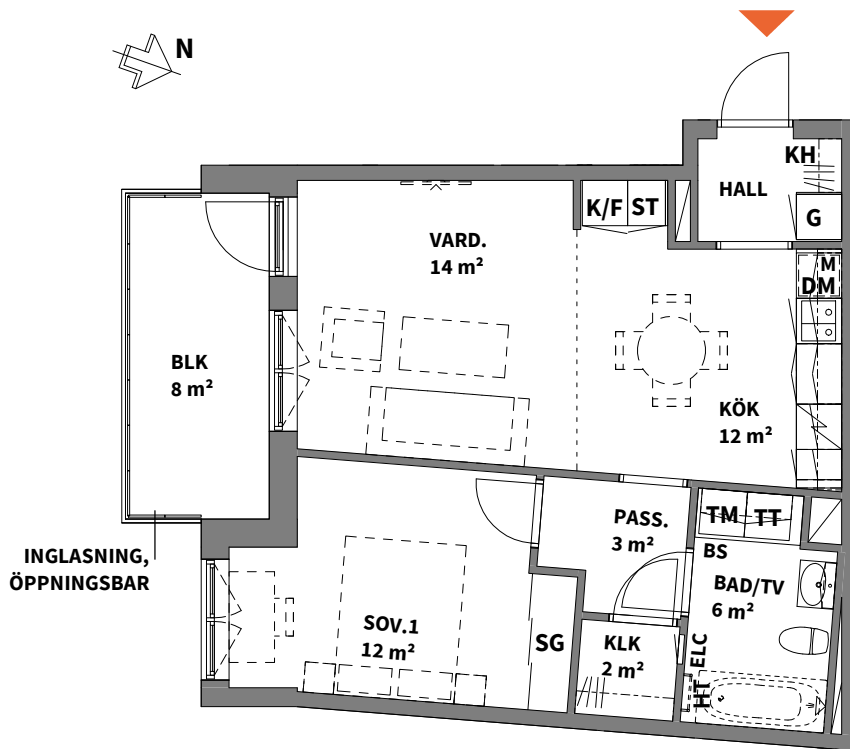 N
KH
HALL
G
K/F
ST
VARD.
14 m²
M
DM
BLK
8 m²
KÖK
12 m²
INGLASNING,
ÖPPNINGSBAR
PASS.
3 m²
TM
TT
BS
BAD/TV
6 m²
SOV.1
12 m²
SG
KLK
2 m²
ELC
HT